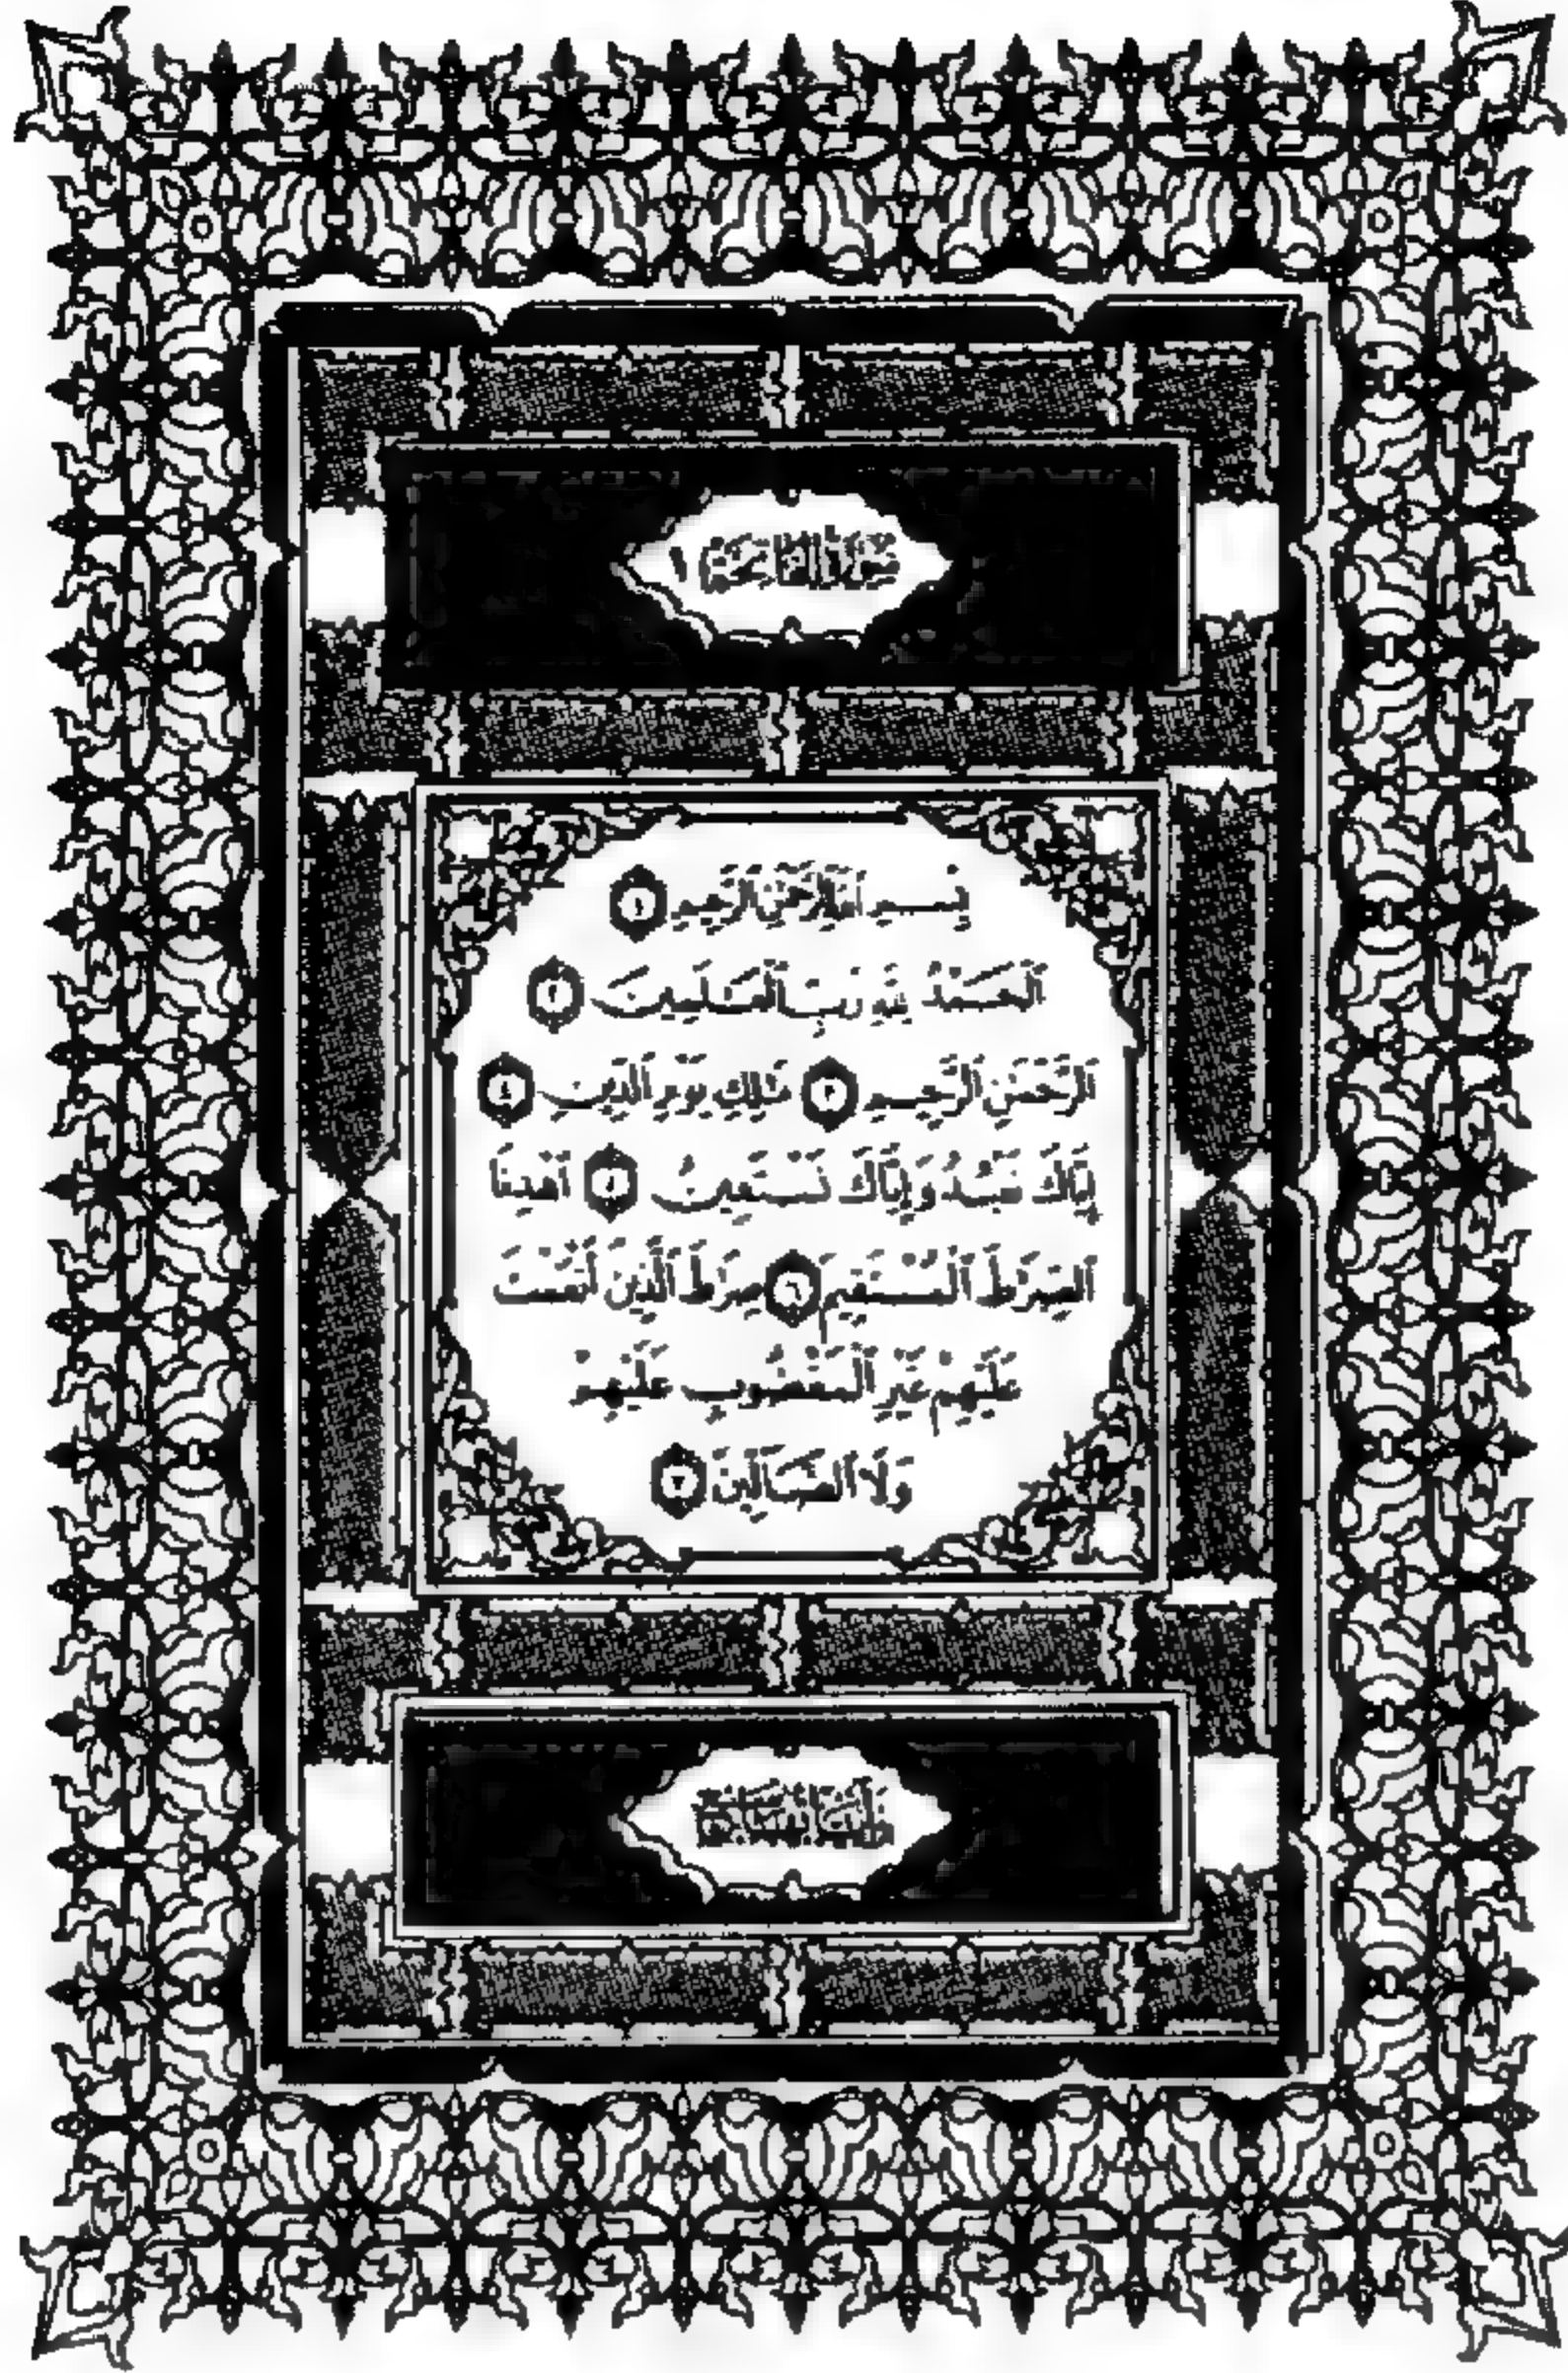 سورة الفاتحة ١
بِسْمِ ٱللَّهِ ٱلرَّحْمَٰنِ ٱلرَّحِيمِ ١
ٱلْحَمْدُ لِلَّهِ رَبِّ ٱلْعَٰلَمِينَ ٢
ٱلرَّحْمَٰنِ ٱلرَّحِيمِ ٣ مَٰلِكِ يَوْمِ ٱلدِّينِ ٤
إِيَّاكَ نَعْبُدُ وَإِيَّاكَ نَسْتَعِينُ ٥ ٱهْدِنَا
ٱلصِّرَٰطَ ٱلْمُسْتَقِيمَ ٦ صِرَٰطَ ٱلَّذِينَ أَنْعَمْتَ
عَلَيْهِمْ غَيْرِ ٱلْمَغْضُوبِ عَلَيْهِمْ
وَلَا ٱلضَّآلِّينَ ٧